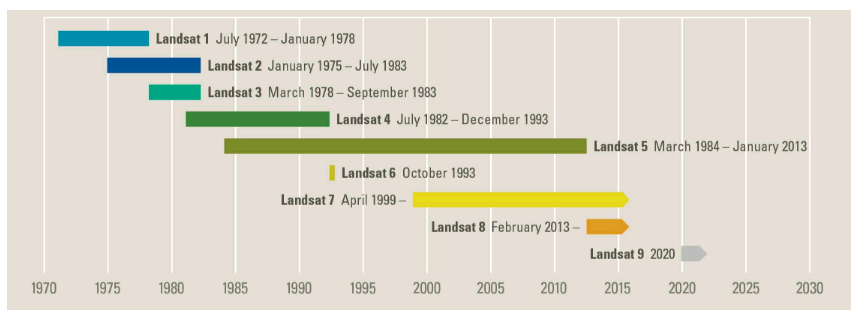 Landsat 1 July 1972 – January 1978
Landsat 2 January 1975 – July 1983
Landsat 3 March 1978 – September 1983
Landsat 4 July 1982 – December 1993
Landsat 5 March 1984 – January 2013
Landsat 6 October 1993
Landsat 7 April 1999 –
Landsat 8 February 2013 –
Landsat 9 2020
1970 1975 1980 1985 1990 1995 2000 2005 2010 2015 2020 2025 2030